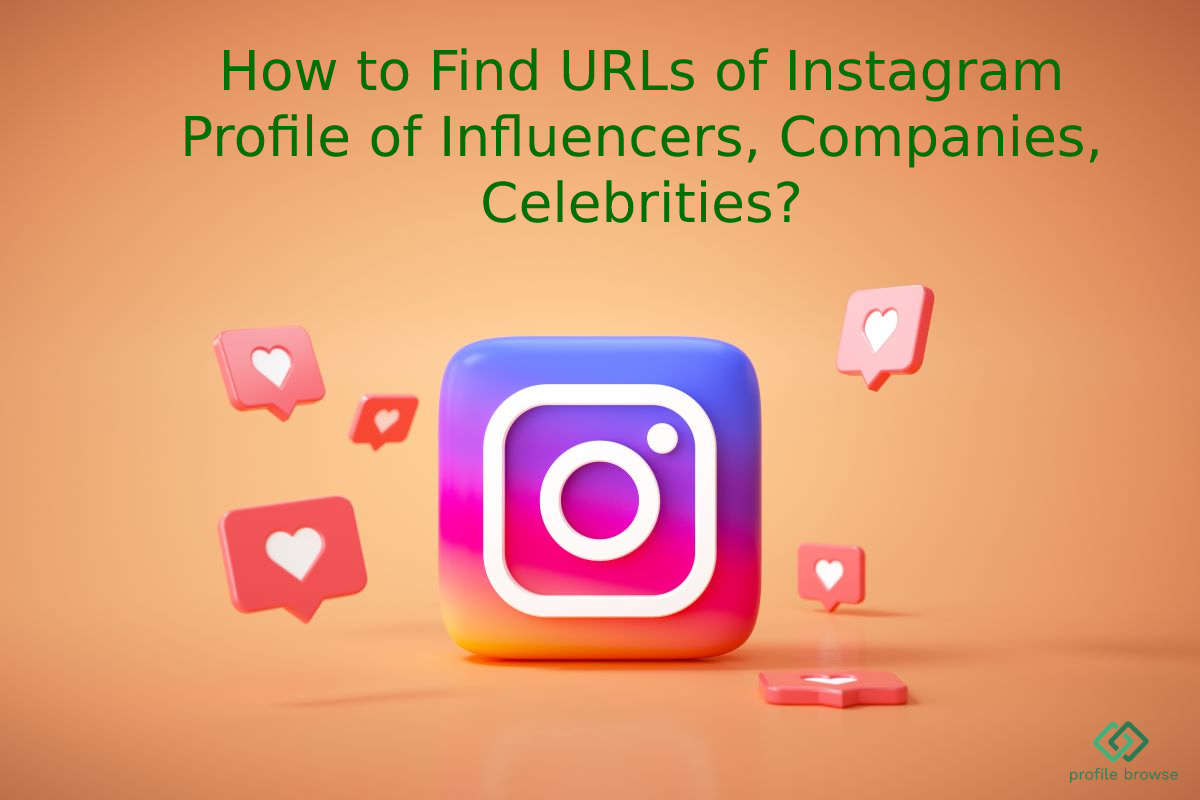 How to Find URLs of Instagram
Profile of Influencers, Companies,
Celebrities?
profile browse